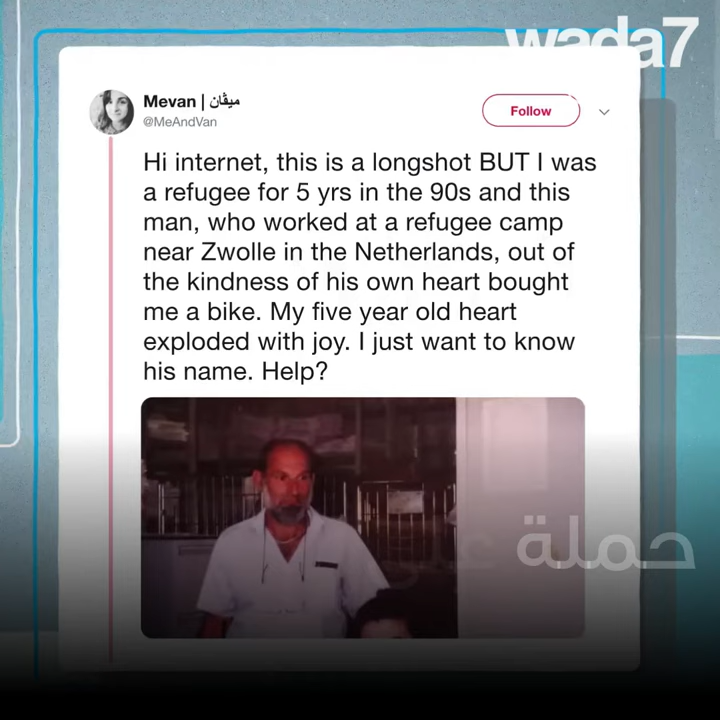 wada7
Mevan | میڤان
@MeAndVan
Follow
Hi internet, this is a longshot BUT I was
a refugee for 5 yrs in the 90s and this
man, who worked at a refugee camp
near Zwolle in the Netherlands, out of
the kindness of his own heart bought
me a bike. My five year old heart
exploded with joy. I just want to know
his name. Help?
حملة